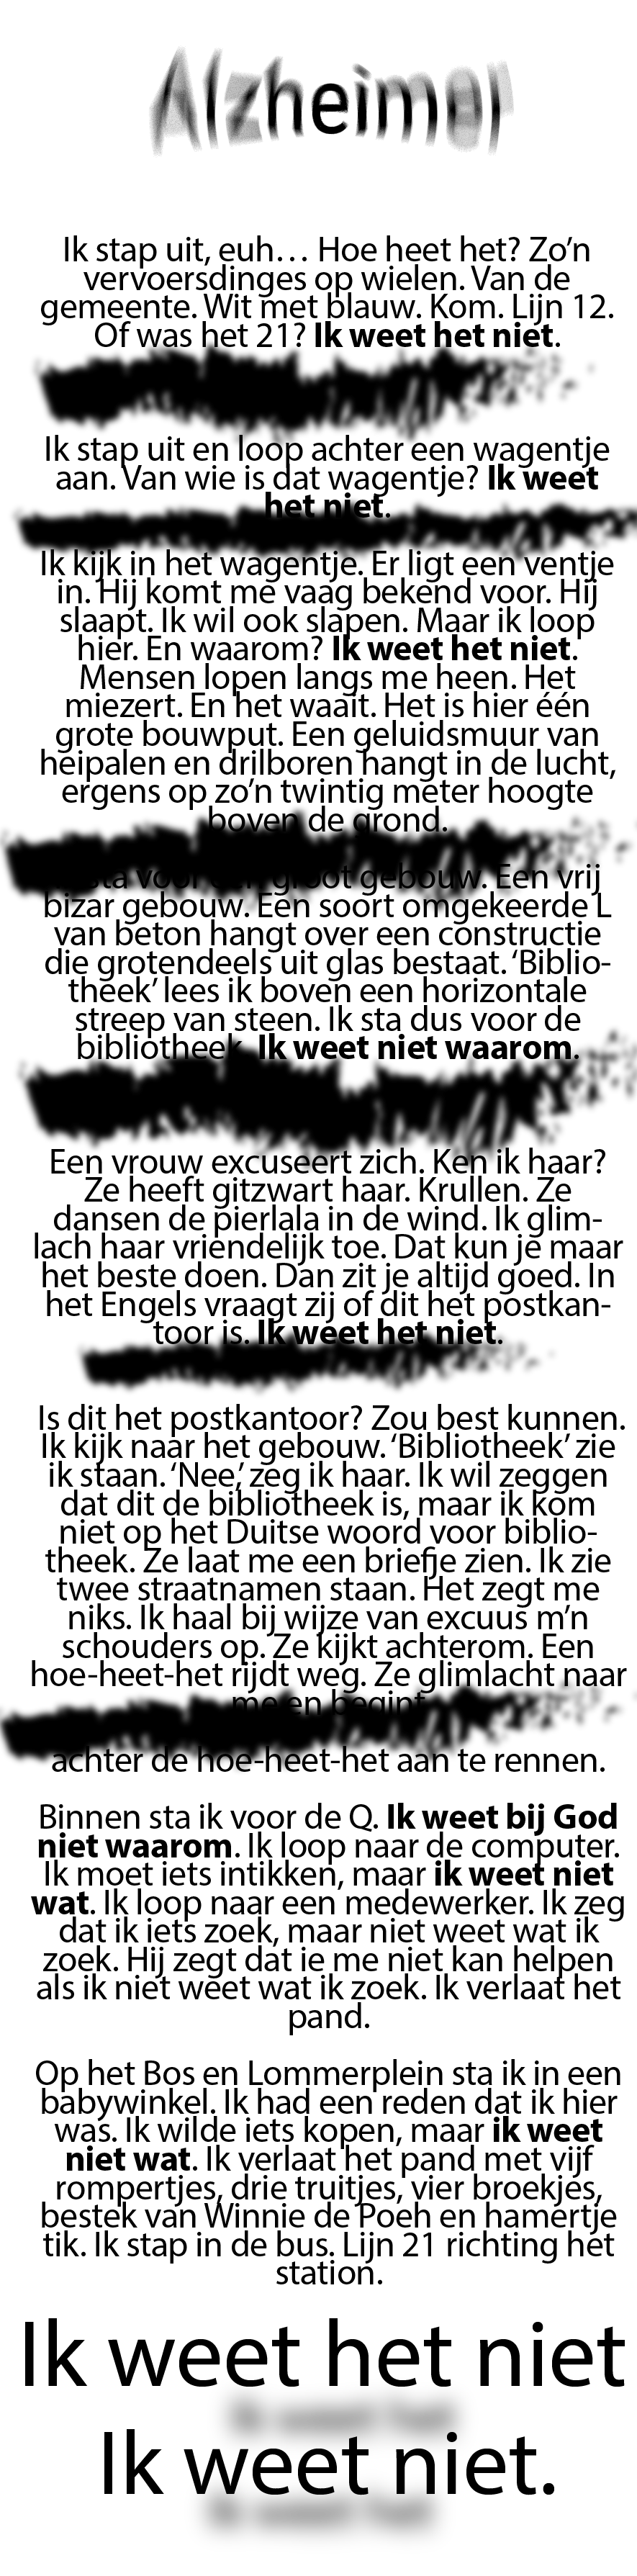 Alzheimer
Ik stap uit, euh… Hoe heet het? Zo’n
vervoersdinges op wielen. Van de
gemeente. Wit met blauw. Kom. Lijn 12.
Of was het 21? Ik weet het niet.
Ik stap uit en loop achter een wagentje
aan. Van wie is dat wagentje? Ik weet
het niet.
Ik kijk in het wagentje. Er ligt een ventje
in. Hij komt me vaag bekend voor. Hij
slaapt. Ik wil ook slapen. Maar ik loop
hier. En waarom? Ik weet het niet.
Mensen lopen langs me heen. Het
miezert. En het waait. Het is hier één
grote bouwput. Een geluidsmuur van
heipalen en drilboren hangt in de lucht,
ergens op zo’n twintig meter hoogte
boven de grond.
sta voor een groot gebouw. Een vrij
bizar gebouw. Een soort omgekeerde L
van beton hangt over een constructie
die grotendeels uit glas bestaat. ‘Biblio-
theek’ lees ik boven een horizontale
streep van steen. Ik sta dus voor de
bibliotheek. Ik weet niet waarom.
Een vrouw excuseert zich. Ken ik haar?
Ze heeft gitzwart haar. Krullen. Ze
dansen de pierlala in de wind. Ik glim-
lach haar vriendelijk toe. Dat kun je maar
het beste doen. Dan zit je altijd goed. In
het Engels vraagt zij of dit het postkan-
toor is. Ik weet het niet.
Is dit het postkantoor? Zou best kunnen.
Ik kijk naar het gebouw. ‘Bibliotheek’ zie
ik staan. ‘Nee,’ zeg ik haar. Ik wil zeggen
dat dit de bibliotheek is, maar ik kom
niet op het Duitse woord voor biblio-
theek. Ze laat me een briefje zien. Ik zie
twee straatnamen staan. Het zegt me
niks. Ik haal bij wijze van excuus m’n
schouders op. Ze kijkt achterom. Een
hoe-heet-het rijdt weg. Ze glimlacht naar
me en begint
achter de hoe-heet-het aan te rennen.
Binnen sta ik voor de Q. Ik weet bij God
niet waarom. Ik loop naar de computer.
Ik moet iets intikken, maar ik weet niet
wat. Ik loop naar een medewerker. Ik zeg
dat ik iets zoek, maar niet weet wat ik
zoek. Hij zegt dat ie me niet kan helpen
als ik niet weet wat ik zoek. Ik verlaat het
pand.
Op het Bos en Lommerplein sta ik in een
babywinkel. Ik had een reden dat ik hier
was. Ik wilde iets kopen, maar ik weet
niet wat. Ik verlaat het pand met vijf
rompertjes, drie truitjes, vier broekjes,
bestek van Winnie de Poeh en hamertje
tik. Ik stap in de bus. Lijn 21 richting het
station.
Ik weet het niet
Ik weet niet.